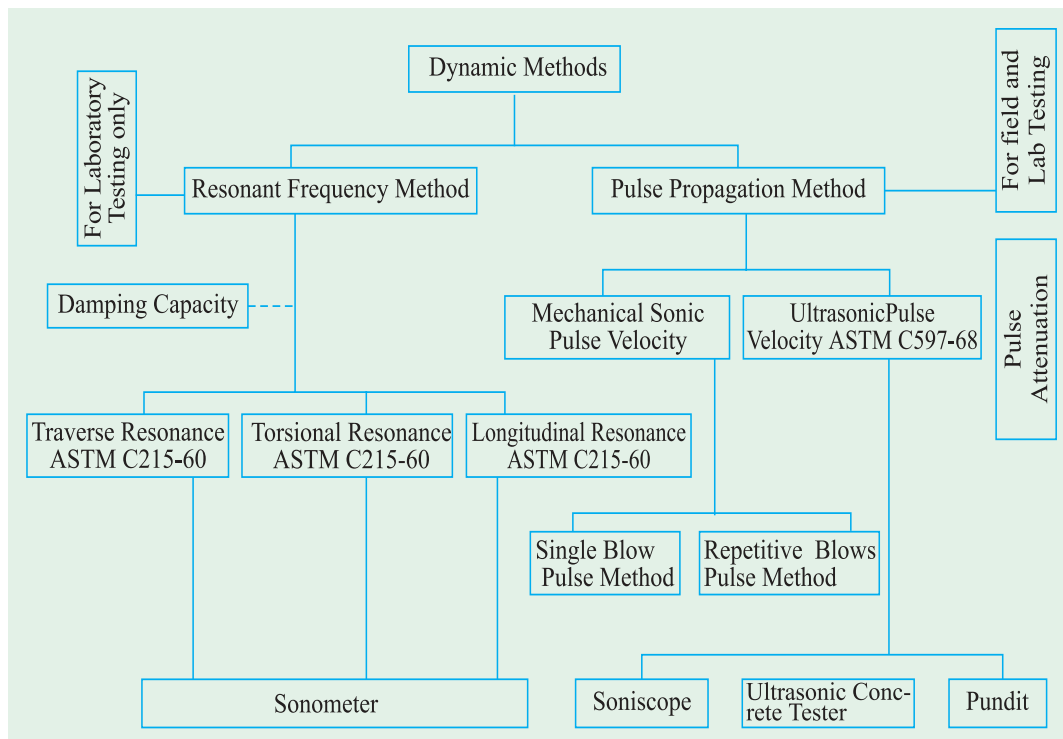 Dynamic Methods
For Laboratory
Testing only
For field and
Lab Testing
Resonant Frequency Method
Pulse Propagation Method
Damping Capacity
Mechanical Sonic
Pulse Velocity
UltrasonicPulse
Velocity ASTM C597-68
Pulse
Attenuation
Traverse Resonance
ASTM C215-60
Torsional Resonance
ASTM C215-60
Longitudinal Resonance
ASTM C215-60
Single Blow
Pulse Method
Repetitive Blows
Pulse Method
Sonometer
Soniscope
Ultrasonic Conc-
rete Tester
Pundit